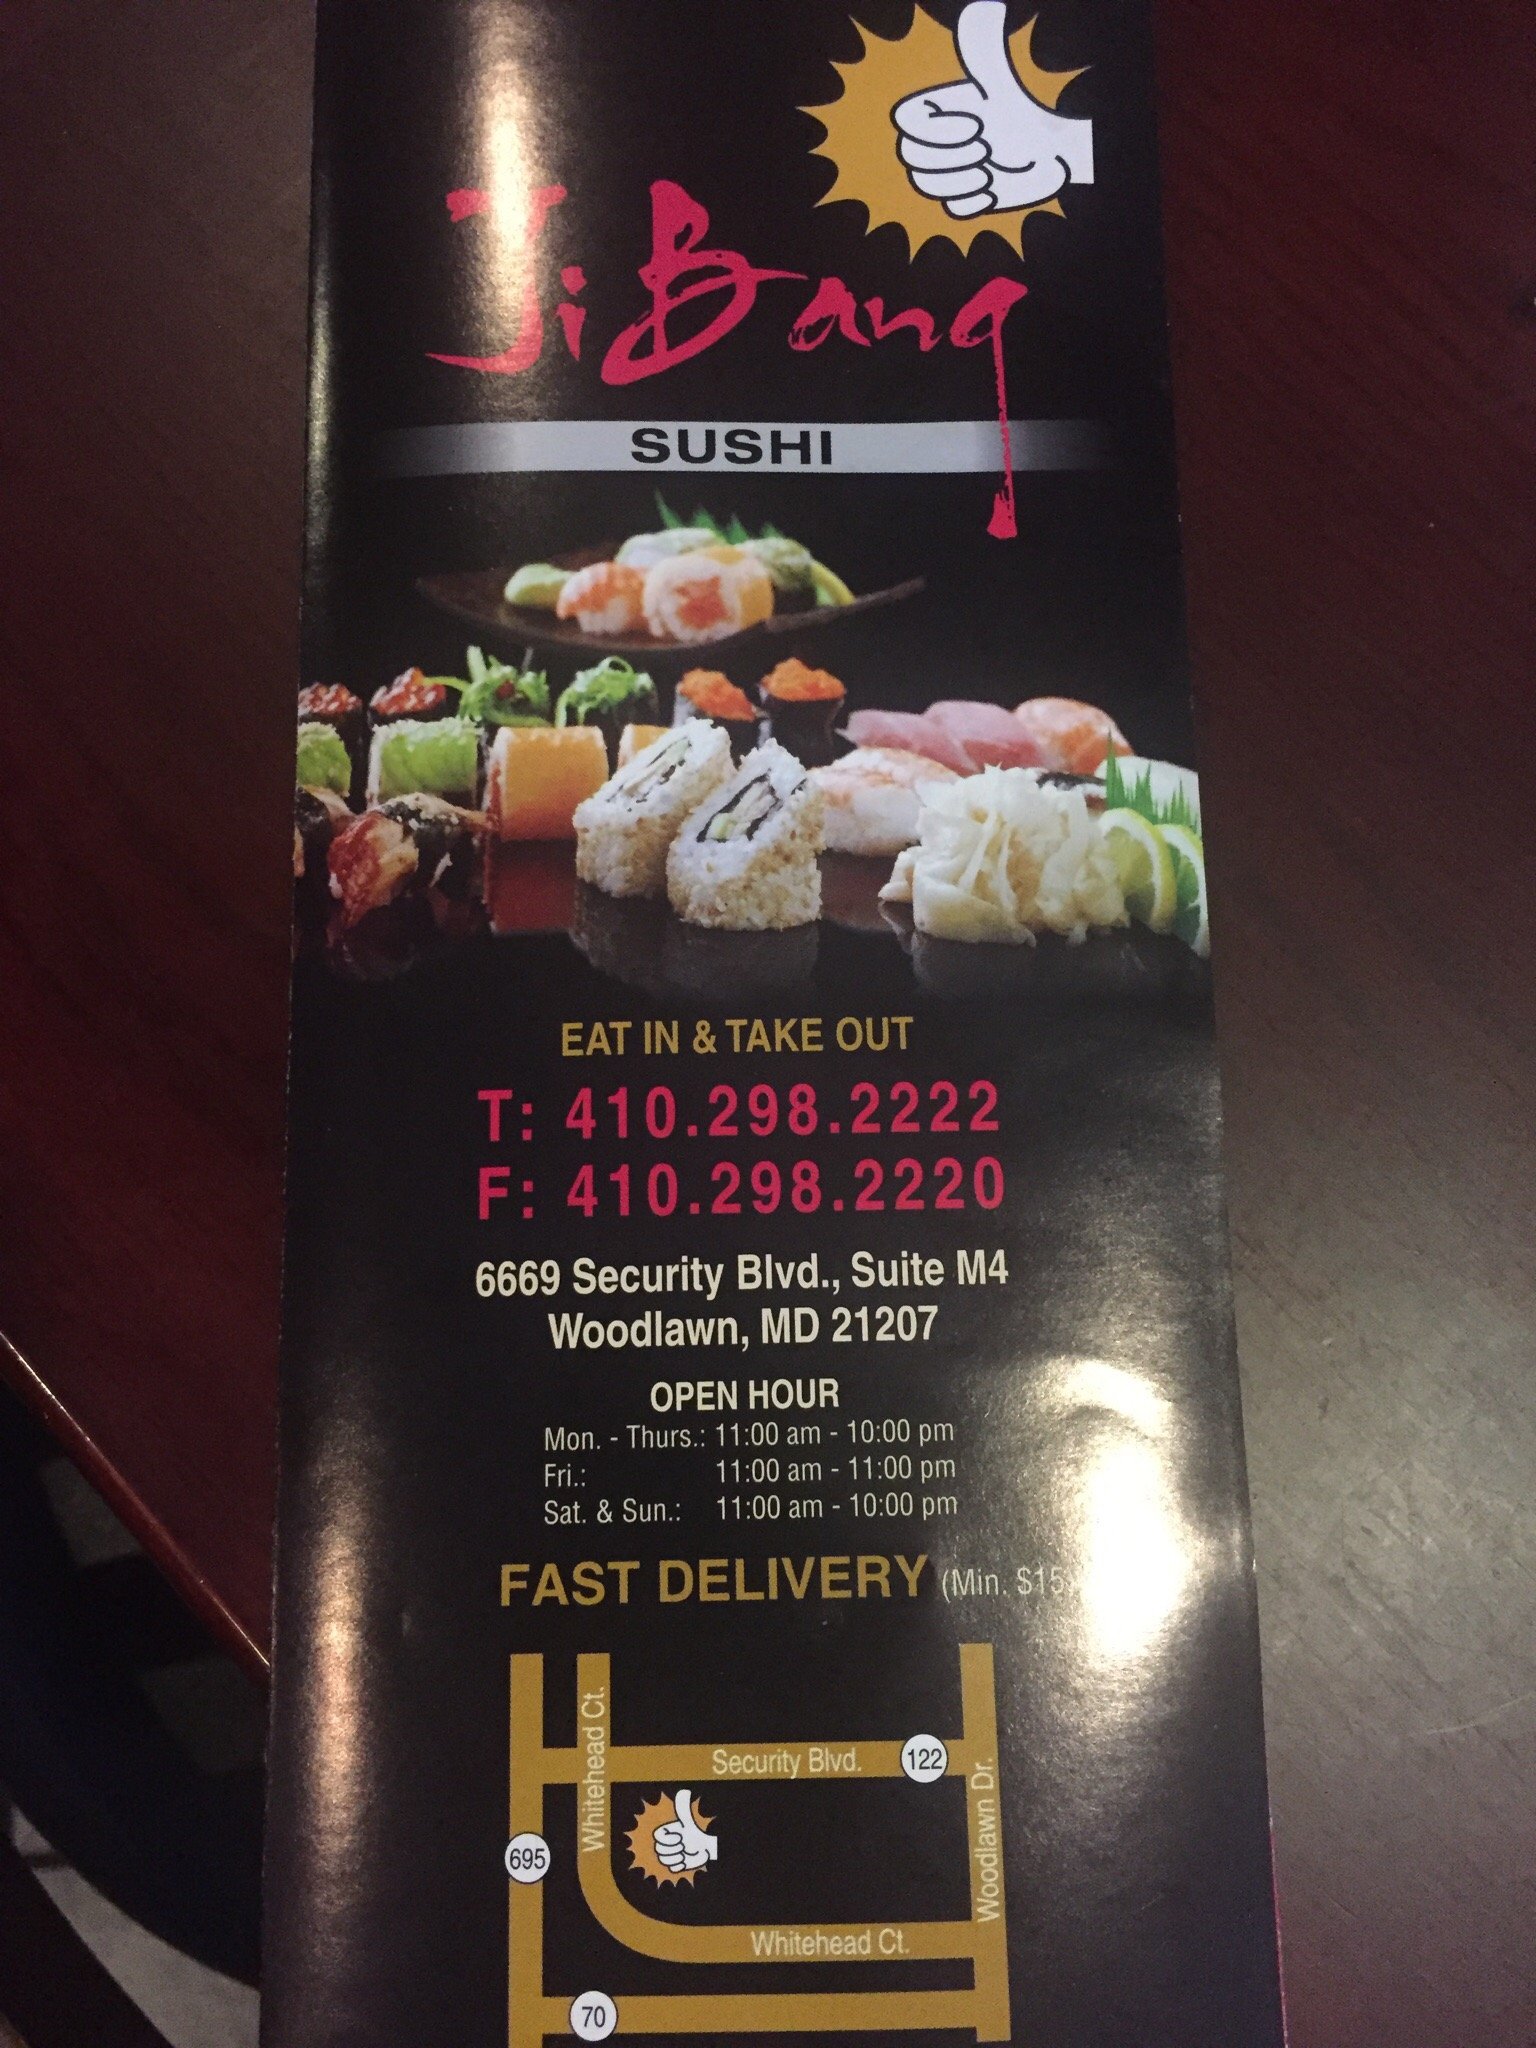 JiBang
SUSHI
EAT IN & TAKE OUT
T: 410.298.2222
F: 410.298.2220
6669 Security Blvd., Suite M4
Woodlawn, MD 21207
OPEN HOUR
Mon. - Thurs.: 11:00 am - 10:00 pm
Fri.: 11:00 am - 11:00 pm
Sat. & Sun.: 11:00 am - 10:00 pm
FAST DELIVERY (Min. $15)
Whitehead Ct.
Security Blvd.
122
695
Woodlawn Dr.
Whitehead Ct.
70